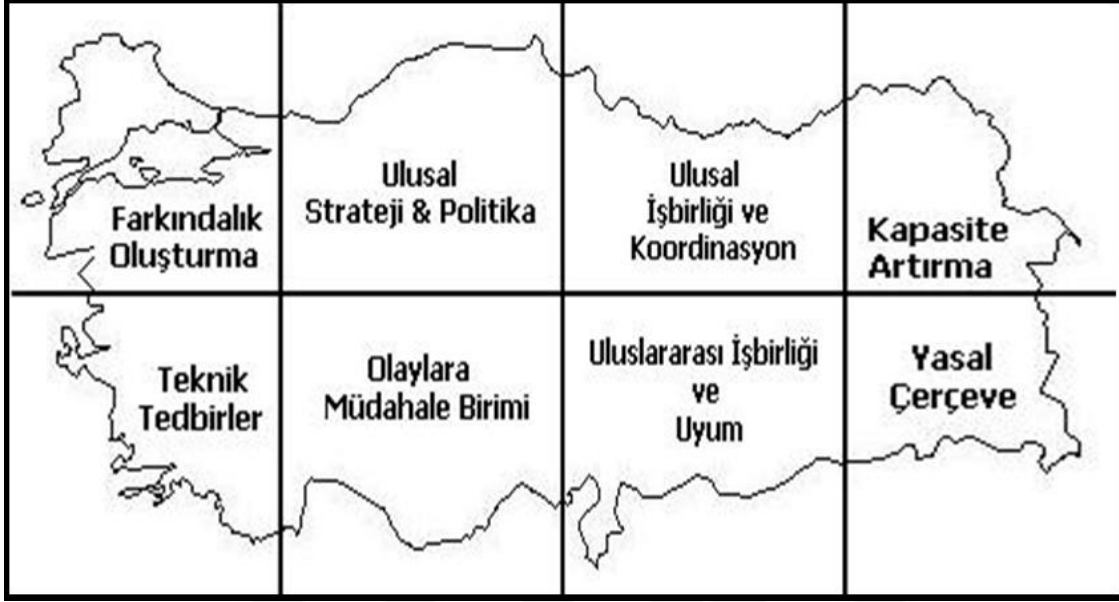 Farkındalık
Oluşturma
Ulusal
Strateji & Politika
Ulusal
İşbirliği ve
Koordinasyon
Kapasite
Artırma
Teknik
Tedbirler
Olaylara
Müdahale Birimi
Uluslararası İşbirliği
ve
Uyum
Yasal
Çerçeve